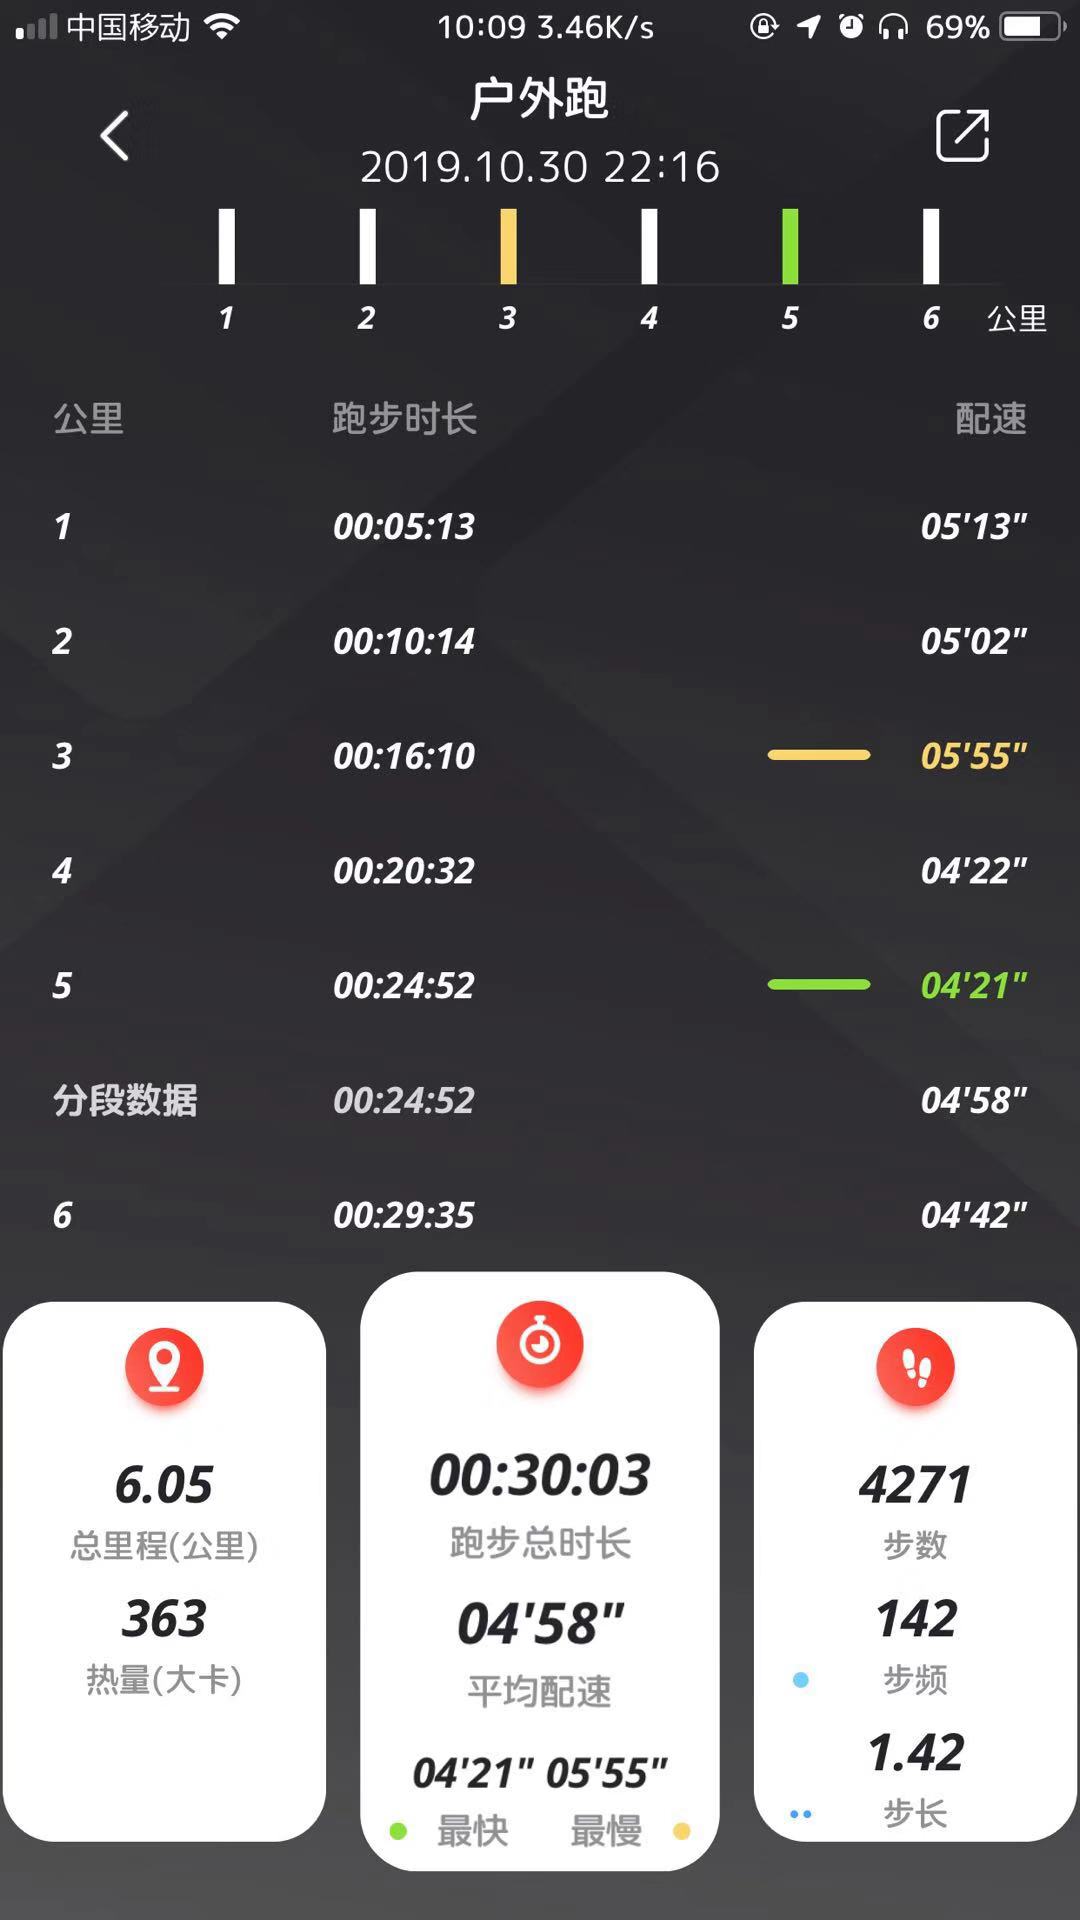 中国移动 10:09 3.46K/s 69%
户外跑
2019.10.30 22:16
1 2 3 4 5 6 公里
公里 跑步时长 配速
1 00:05:13 05'13"
2 00:10:14 05'02"
3 00:16:10 05'55"
4 00:20:32 04'22"
5 00:24:52 04'21"
分段数据 00:24:52 04'58"
6 00:29:35 04'42"
6.05
总里程(公里)
363
热量(大卡)
00:30:03
跑步总时长
04'58"
平均配速
04'21" 05'55"
最快 最慢
4271
步数
142
步频
1.42
步长